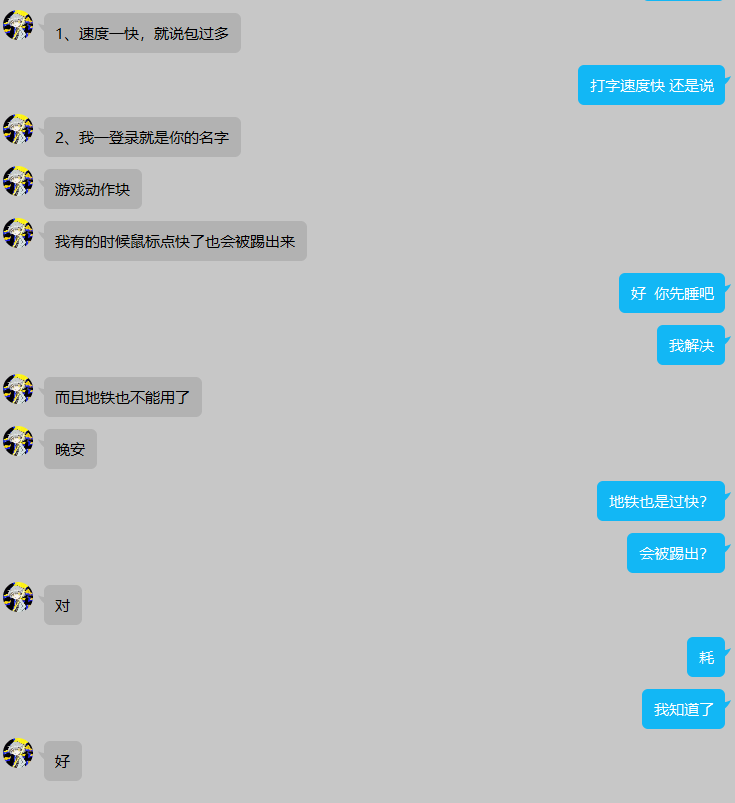 1、速度一快，就说包过多
打字速度快 还是说
2、我一登录就是你的名字
游戏动作块
我有的时候鼠标点快了也会被踢出来
好  你先睡吧
我解决
而且地铁也不能用了
晚安
地铁也是过快？
会被踢出？
对
耗
我知道了
好